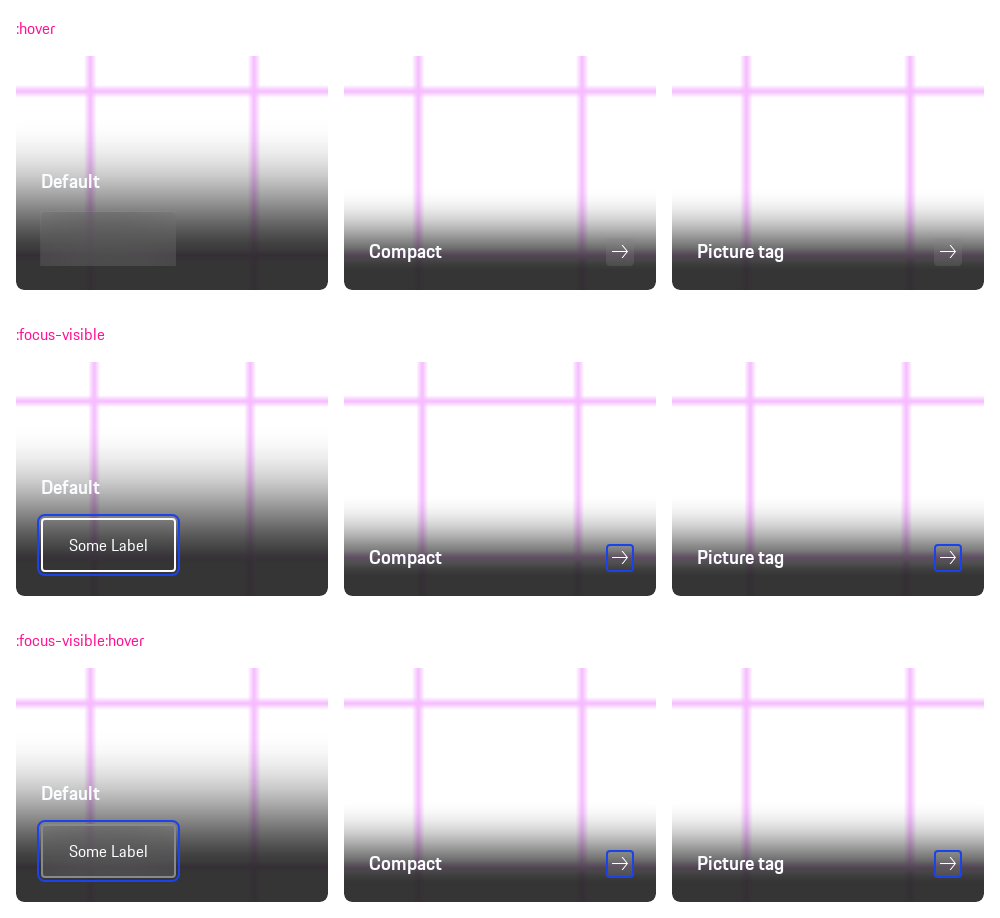 :hover
Default
Compact
Picture tag
:focus-visible
Default
Some Label
Compact
Picture tag
:focus-visible:hover
Default
Some Label
Compact
Picture tag